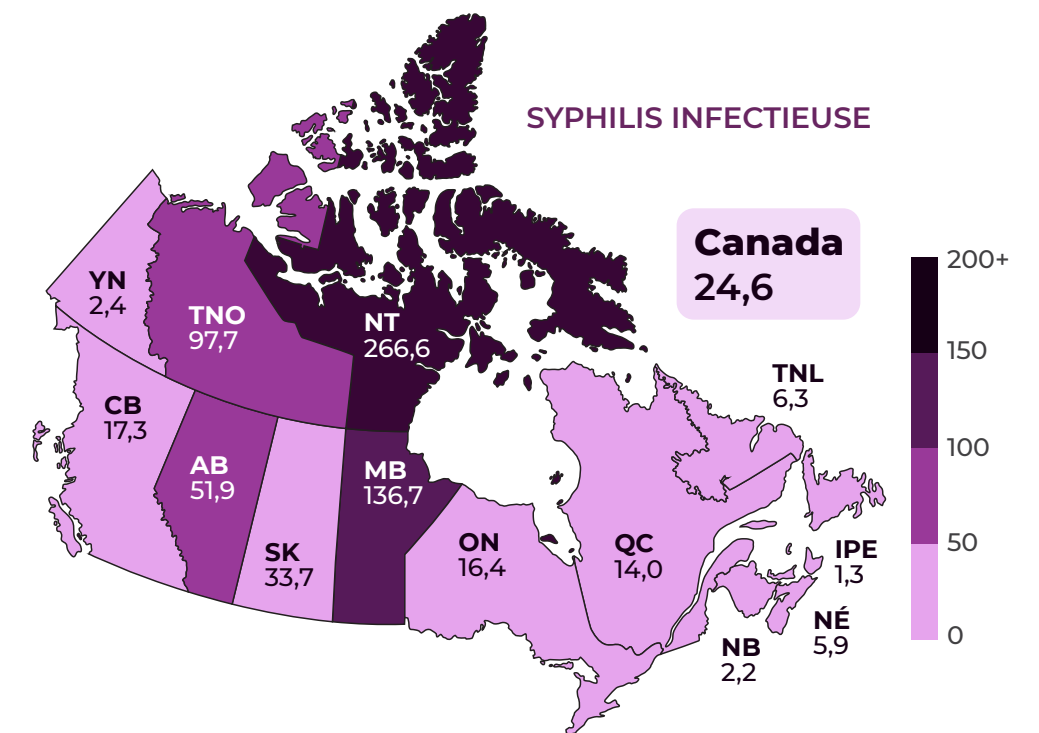 SYPHILIS INFECTIEUSE
Canada
24,6
200+
150
100
50
0
YN
2,4
TNO
97,7
NT
266,6
TNL
6,3
CB
17,3
AB
51,9
SK
33,7
MB
136,7
ON
16,4
QC
14,0
IPE
1,3
NÉ
5,9
NB
2,2